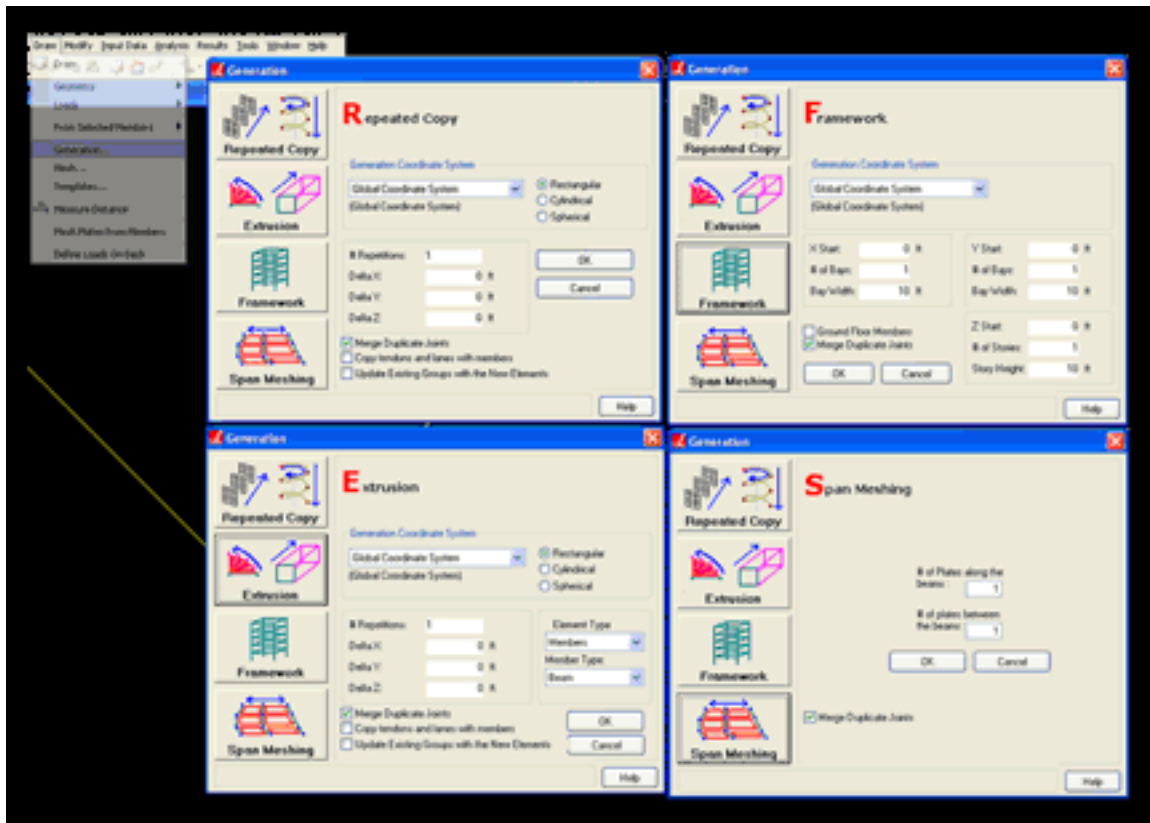 Draw Modify Input Data Analysis Results Tools Window Help
Geometry
Loads
From Selected Members
Generation...
Mesh...
Templates...
Measure Distance
Mesh Plates from Members
Define Loads On Deck
Generation
Repeated Copy
Extrusion
Framework
Span Meshing
Repeated Copy
Generation Coordinate System
Global Coordinate System
(Global Coordinate System)
Rectangular
Cylindrical
Spherical
# Repetitions: 1
Delta X: 0 ft
Delta Y: 0 ft
Delta Z: 0 ft
OK
Cancel
Merge Duplicate Joints
Copy tendons and lanes with members
Update Existing Groups with the New Elements
Help
Generation
Repeated Copy
Extrusion
Framework
Span Meshing
Framework
Generation Coordinate System
Global Coordinate System
(Global Coordinate System)
X Start: 0 ft
# of Bays: 1
Bay Width: 10 ft
Y Start: 0 ft
# of Bays: 1
Bay Width: 10 ft
Ground Floor Members
Merge Duplicate Joints
Z Start: 0 ft
# of Stories: 1
Story Height: 10 ft
OK Cancel
Help
Generation
Repeated Copy
Extrusion
Framework
Span Meshing
Extrusion
Generation Coordinate System
Global Coordinate System
(Global Coordinate System)
Rectangular
Cylindrical
Spherical
# Repetitions: 1
Delta X: 0 ft
Delta Y: 0 ft
Delta Z: 0 ft
Element Type
Members
Member Type:
Beam
Merge Duplicate Joints
Copy tendons and lanes with members
Update Existing Groups with the New Elements
OK
Cancel
Help
Generation
Repeated Copy
Extrusion
Framework
Span Meshing
Span Meshing
# of Plates along the
beams : 1
# of plates between
the beams : 1
OK Cancel
Merge Duplicate Joints
Help